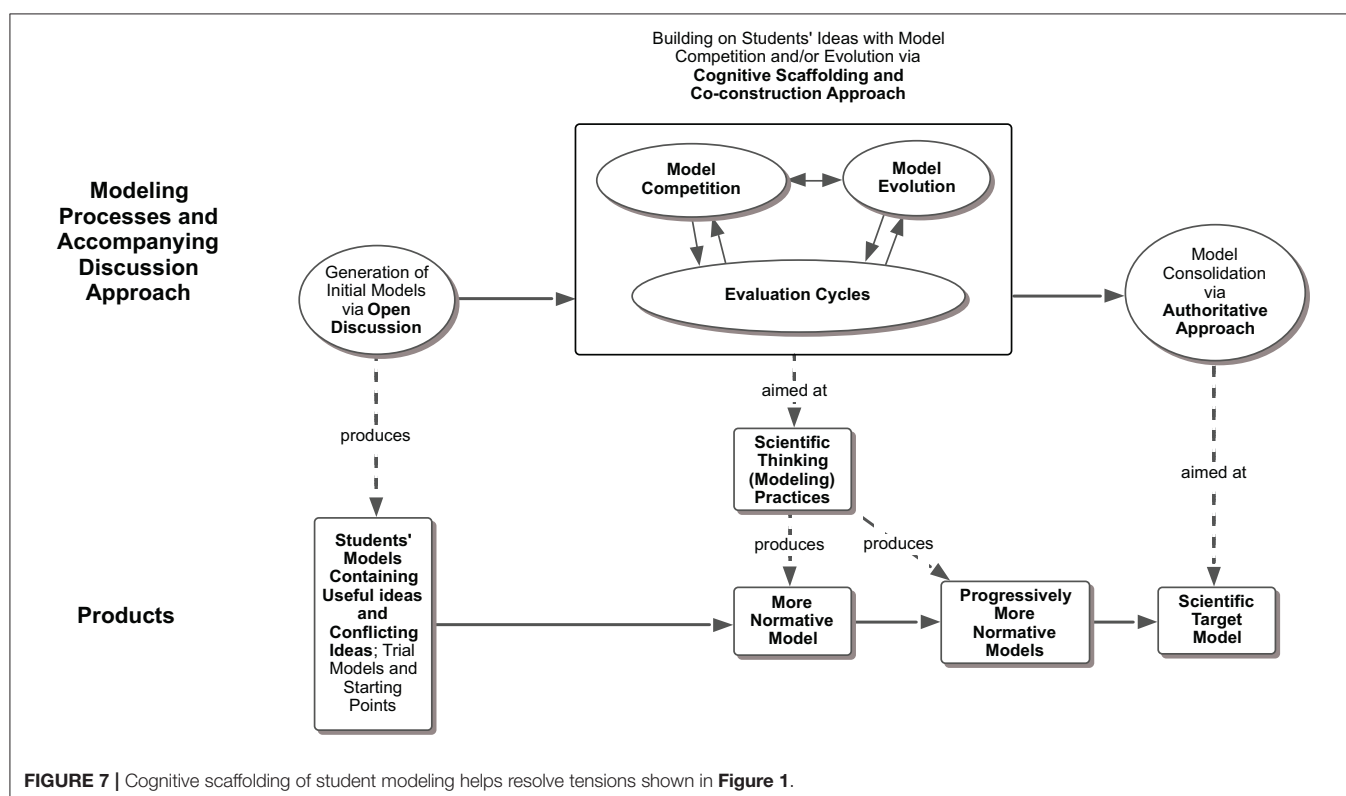 Building on Students' Ideas with Model
Competition and/or Evolution via
Cognitive Scaffolding and
Co-construction Approach
Modeling
Processes and
Accompanying
Discussion
Approach
Generation of
Initial Models
via Open
Discussion
Model
Competition
Model
Evolution
Evaluation Cycles
Model
Consolidation
via
Authoritative
Approach
produces
aimed at
aimed at
Scientific
Thinking
(Modeling)
Practices
produces
produces
Products
Students'
Models
Containing
Useful ideas
and
Conflicting
Ideas; Trial
Models and
Starting
Points
More
Normative
Model
Progressively
More
Normative
Models
Scientific
Target
Model
FIGURE 7 | Cognitive scaffolding of student modeling helps resolve tensions shown in Figure 1.